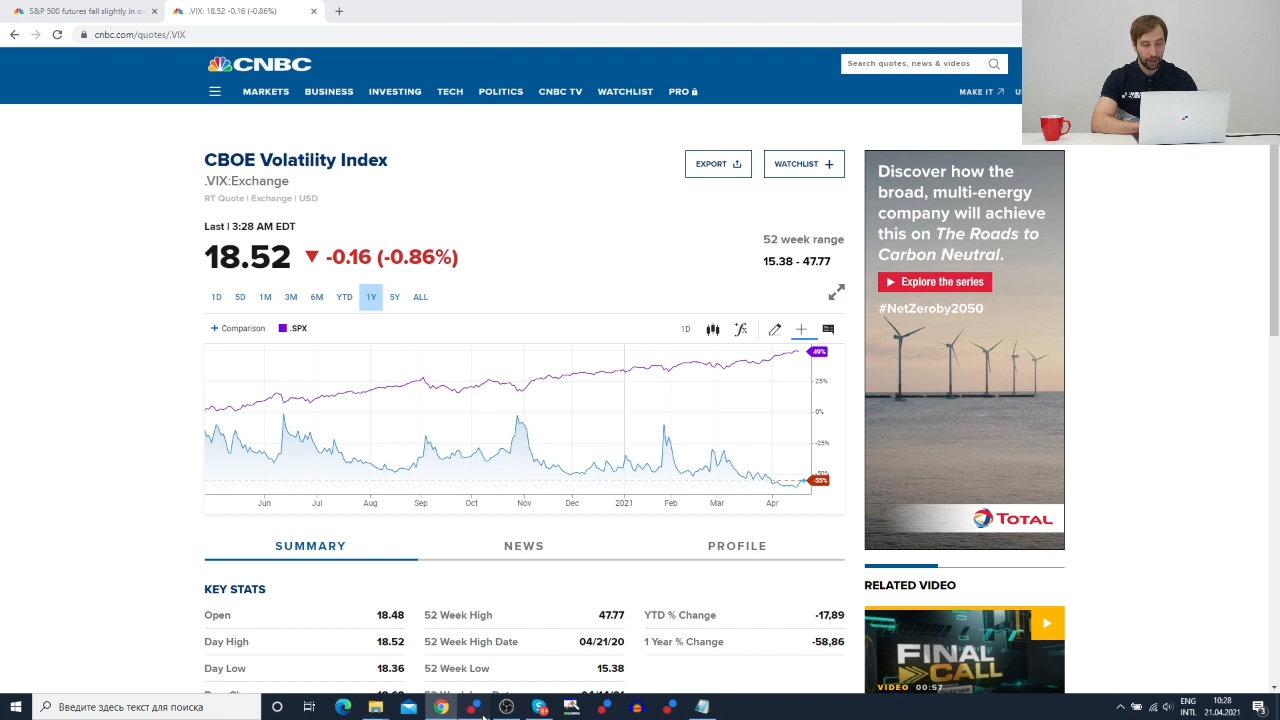 S&P 500 futures fall slightly in o
.VIX: 18.52 -0.16 (-0.86%)
cnbc.com/quotes/.VIX
CNBC
Search quotes, news & videos
MARKETS BUSINESS INVESTING TECH POLITICS CNBC TV WATCHLIST PRO
MAKE IT
U
CBOE Volatility Index
EXPORT
WATCHLIST +
.VIX:Exchange
RT Quote | Exchange | USD
Last | 3:28 AM EDT
18.52 -0.16 (-0.86%)
52 week range
15.38 - 47.77
1D 5D 1M 3M 6M YTD 1Y 5Y ALL
+ Comparison .SPX
1D
49%
25%
0%
-25%
-50%
-55%
Jun Jul Aug Sep Oct Nov Dec 2021 Feb Mar Apr
SUMMARY NEWS PROFILE
KEY STATS
Open 18.48 52 Week High 47.77 YTD % Change -17,89
Day High 18.52 52 Week High Date 04/21/20 1 Year % Change -58,86
Day Low 18.36 52 Week Low 15.38
Discover how the
broad, multi-energy
company will achieve
this on The Roads to
Carbon Neutral.
Explore the series
#NetZeroby2050
TOTAL
RELATED VIDEO
FINAL
CALL
VIDEO 00:57
Введите здесь текст для поиска
10:28
INTL 21.04.2021